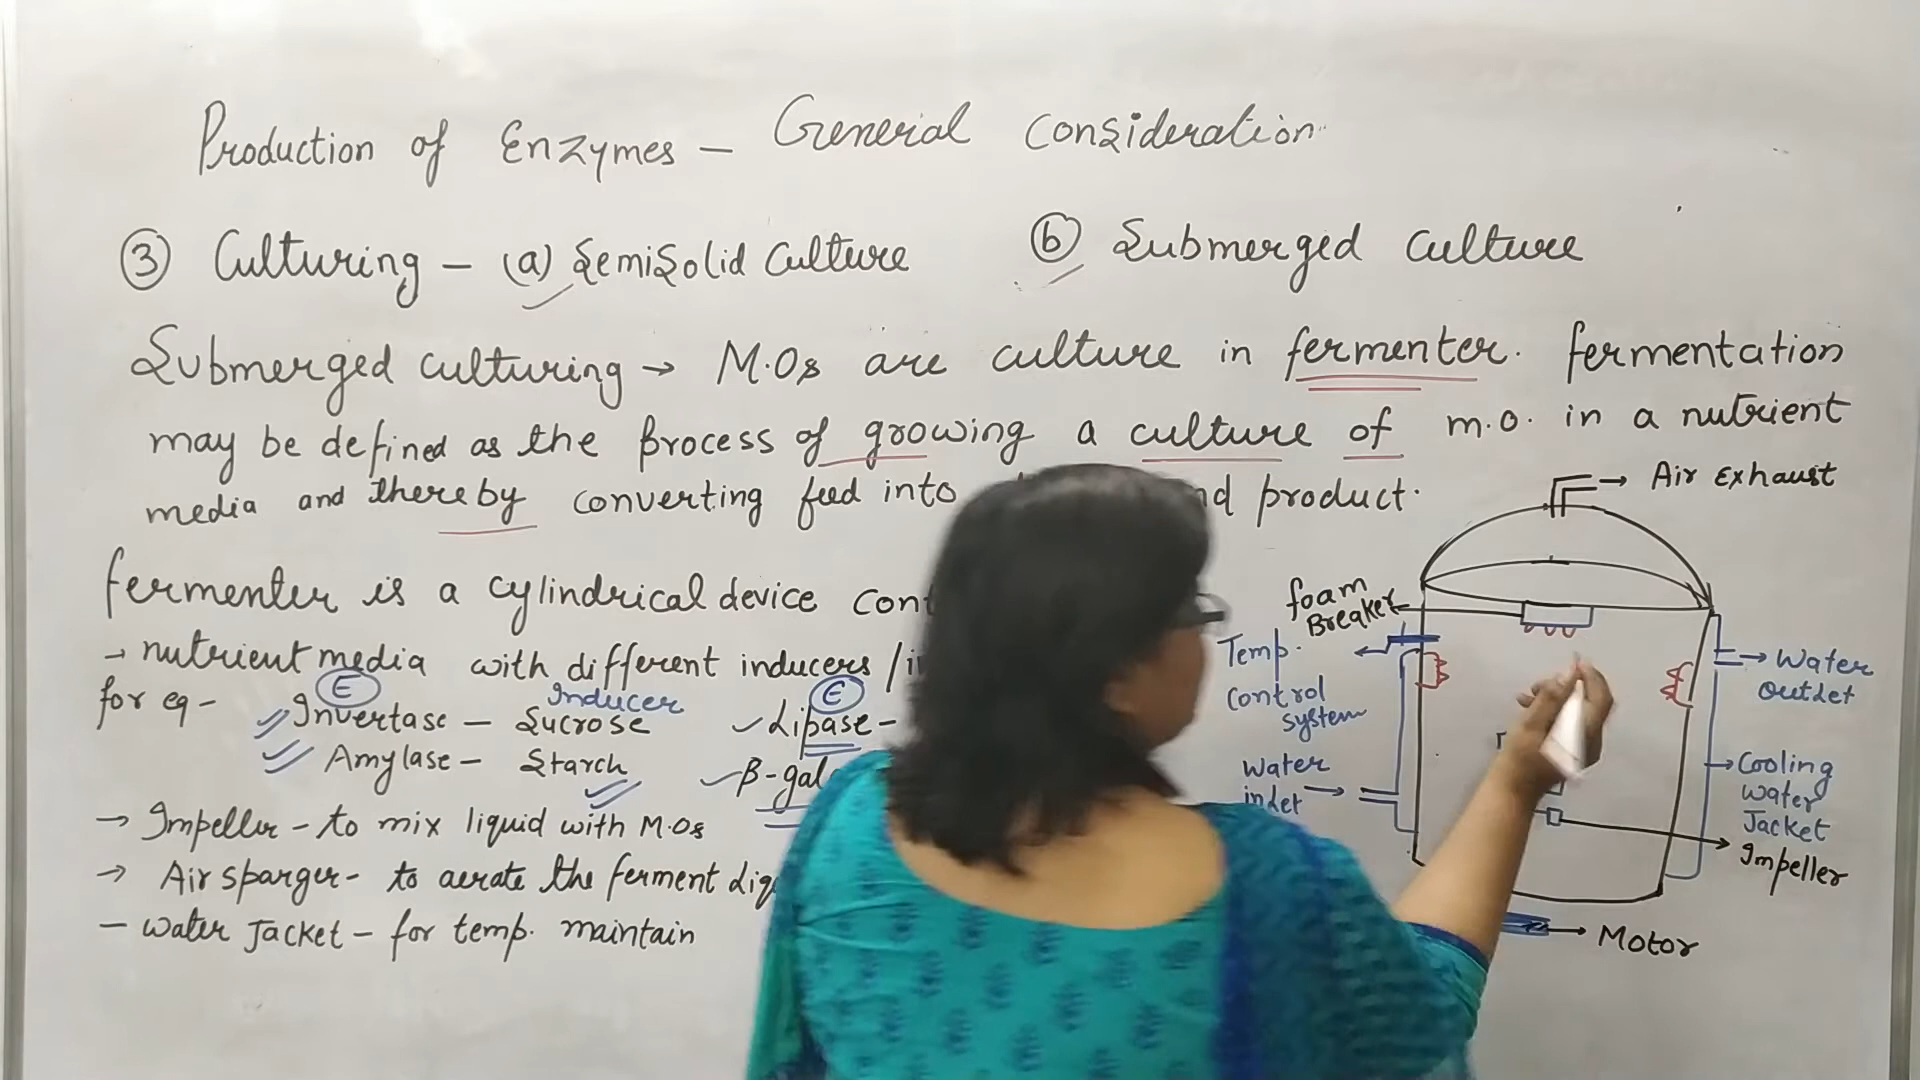 Production of Enzymes — General Consideration
③ Culturing — (a) Semisolid Culture
ⓑ Submerged Culture
Submerged culturing → M.Os are culture in fermenter. fermentation
may be defined as the process of growing a culture of m.o. in a nutrient
media and thereby converting feed into nd product.
fermenter is a cylindrical device
→ nutrient media with different inducers /
Inducer
for eg - Invertase — Sucrose Lipase -
E
E
Amylase — Starch β-gal
→ Impeller - to mix liquid with M.Os
→ Air sparger - to aerate the ferment
— Water Jacket — for temp. maintain
→ Air Exhaust
foam
Breaker
Temp.
control
system
Water
inlet →
→ Water
Outlet
→ Cooling
Water
Jacket
Impeller
→ Motor